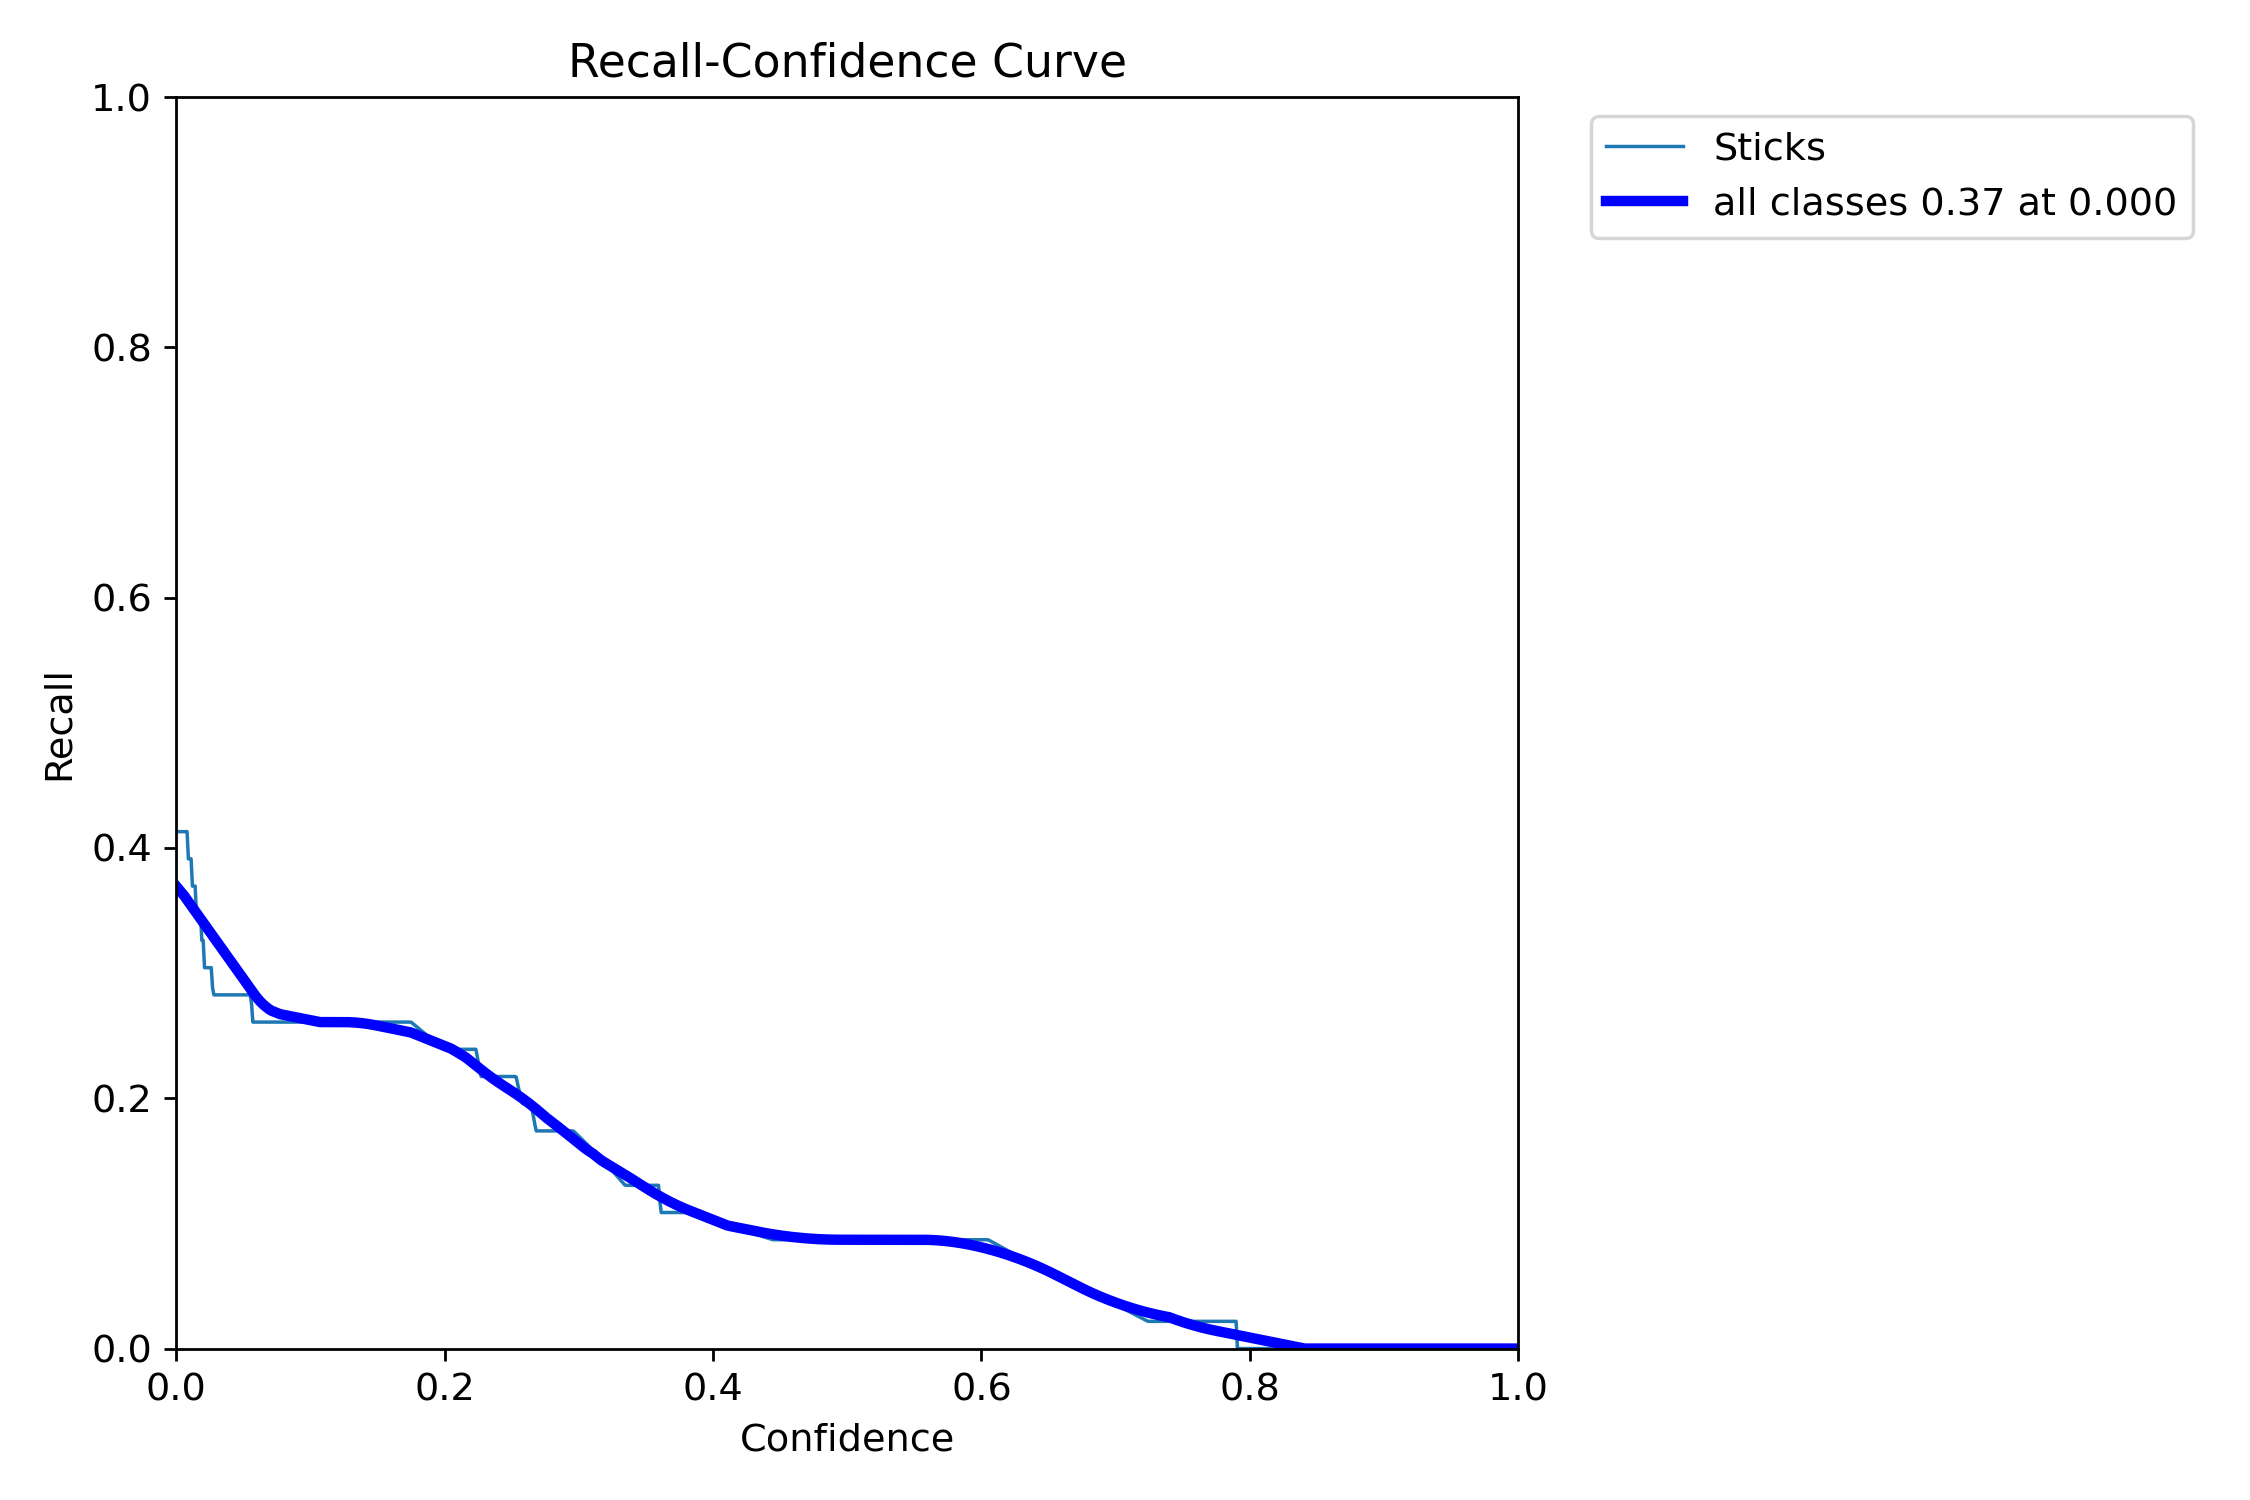 Recall-Confidence Curve
Sticks
all classes 0.37 at 0.000
1.0
0.8
0.6
0.4
0.2
0.0
Recall
0.0 0.2 0.4 0.6 0.8 1.0
Confidence